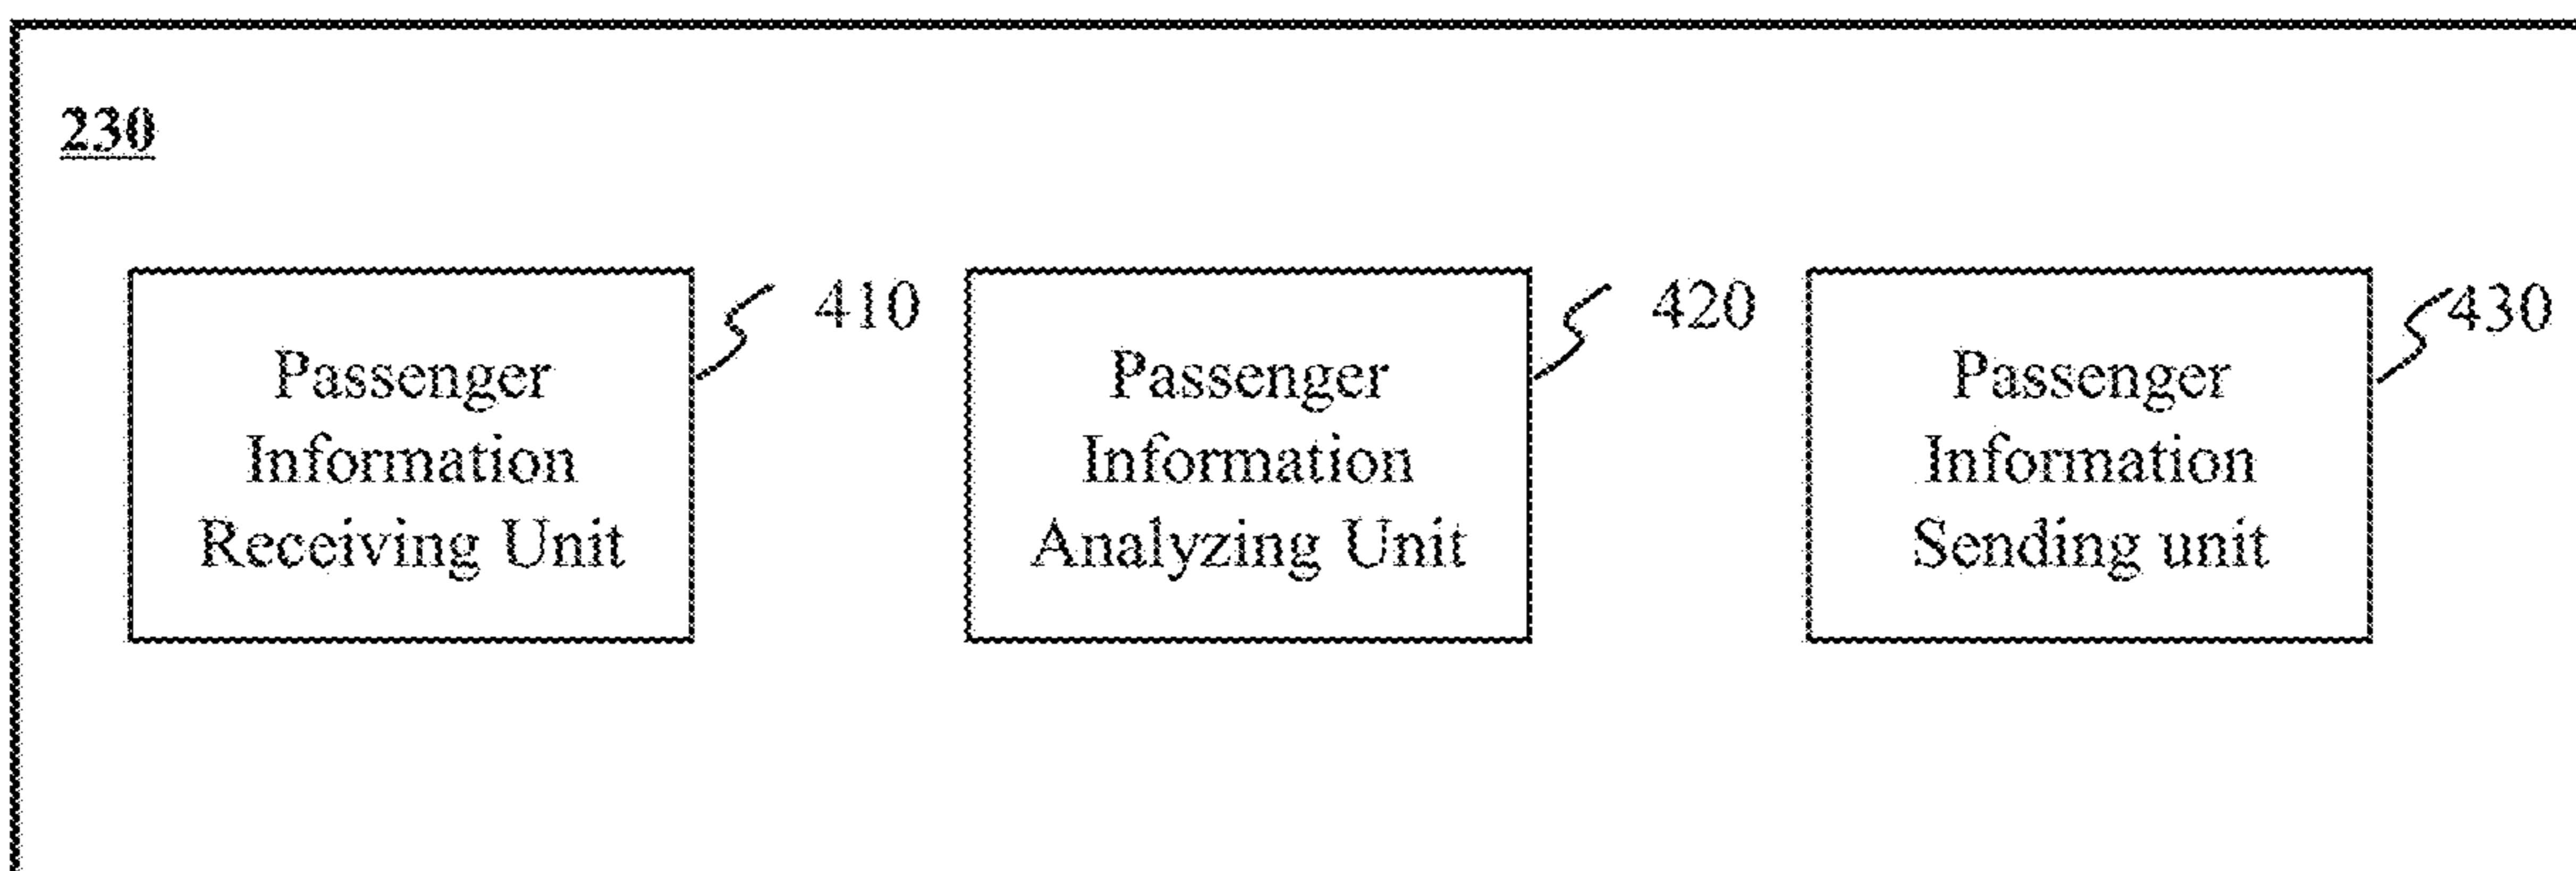 230
410
Passenger
Information
Receiving Unit
420
Passenger
Information
Analyzing Unit
430
Passenger
Information
Sending unit